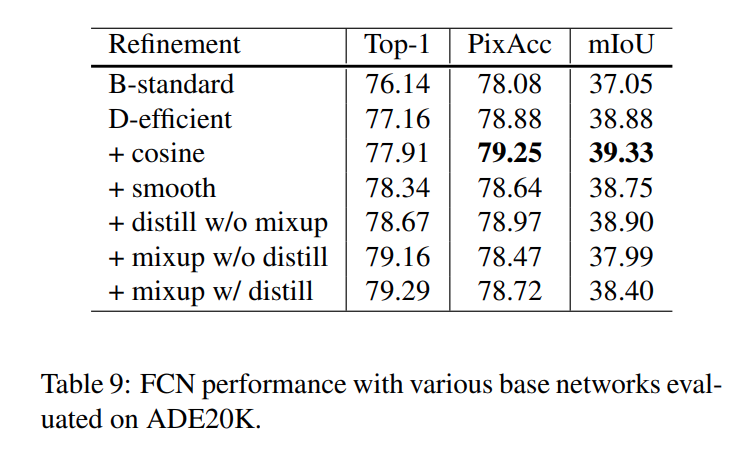 Refinement Top-1 PixAcc mIoU
B-standard 76.14 78.08 37.05
D-efficient 77.16 78.88 38.88
+ cosine 77.91 79.25 39.33
+ smooth 78.34 78.64 38.75
+ distill w/o mixup 78.67 78.97 38.90
+ mixup w/o distill 79.16 78.47 37.99
+ mixup w/ distill 79.29 78.72 38.40
Table 9: FCN performance with various base networks eval-
uated on ADE20K.